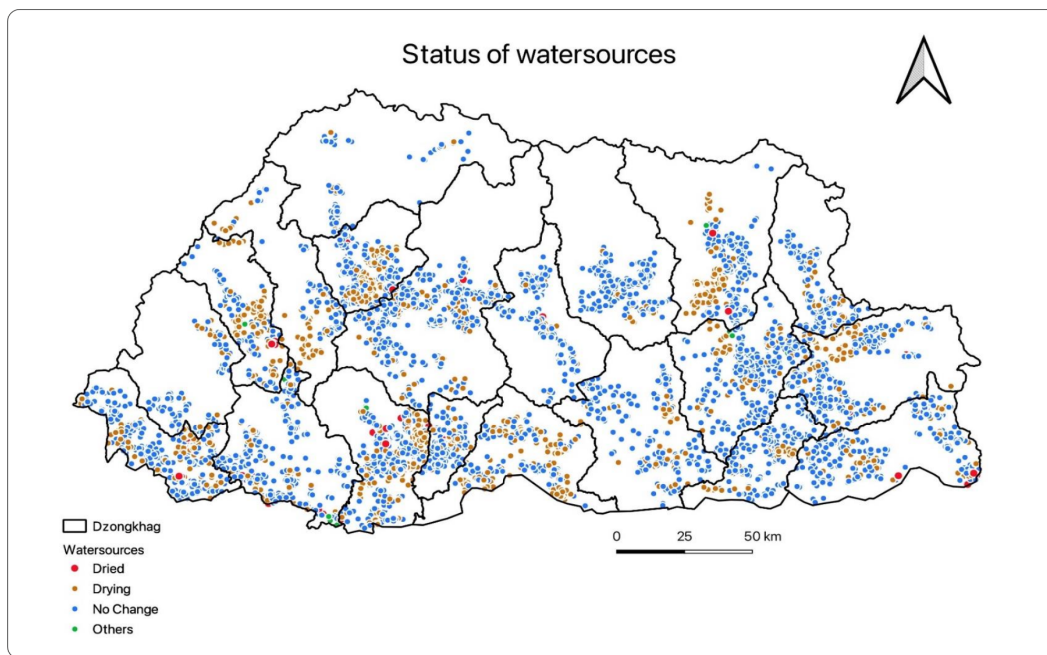 Status of watersources
0 25 50 km
Dzongkhag
Watersources
Dried
Drying
No Change
Others